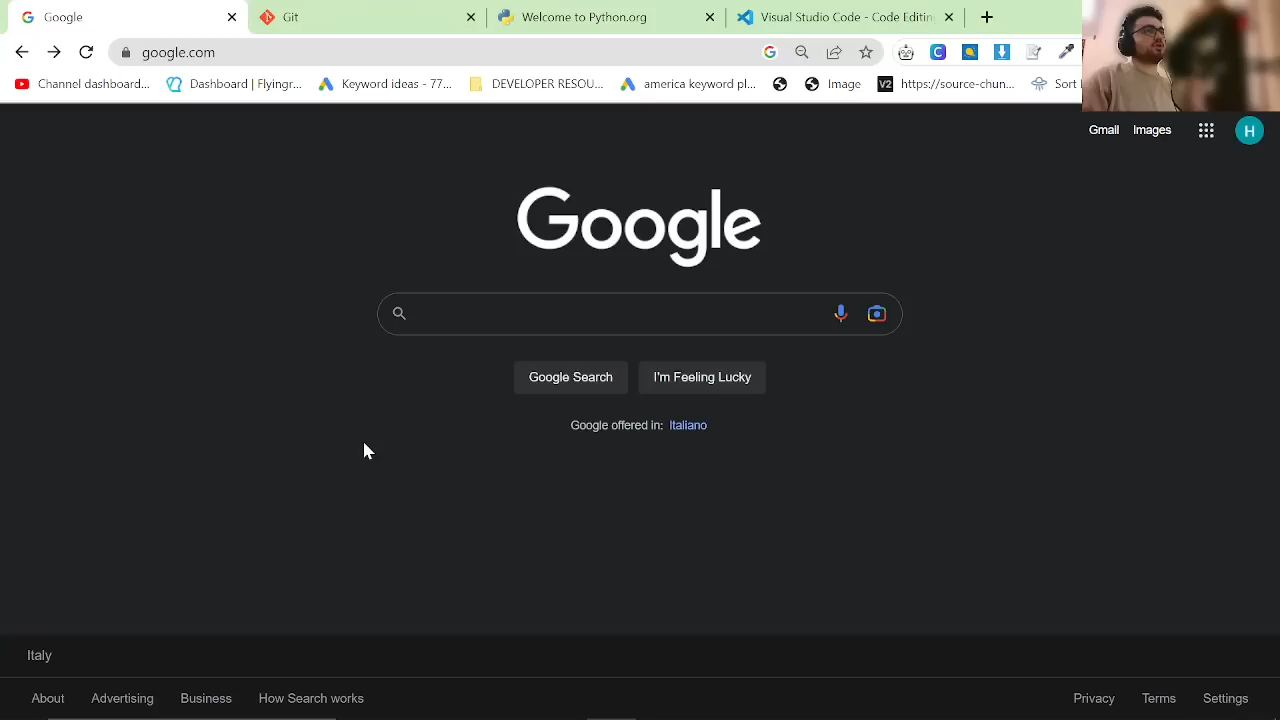 Google
Git
Welcome to Python.org
Visual Studio Code - Code Editin
google.com
Channel dashboard...
Dashboard | Flyingr...
Keyword ideas - 77
DEVELOPER RESOU...
america keyword pl...
Image
V2
https://source-chun...
Sort
Gmail
Images
H
Google
Google Search
I'm Feeling Lucky
Google offered in: Italiano
Italy
About
Advertising
Business
How Search works
Privacy
Terms
Settings